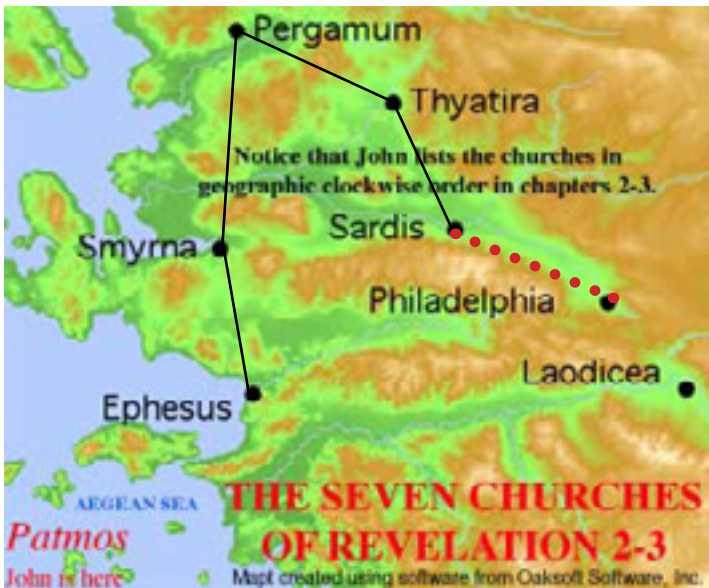 Pergamum
Thyatira
Notice that John lists the churches in
geographic clockwise order in chapters 2-3.
Sardis
Smyrna
Philadelphia
Laodicea
Ephesus
AEGEAN SEA
THE SEVEN CHURCHES
OF REVELATION 2-3
Patmos
John is here
Mapt created using software from Oaksoft Software, Inc.